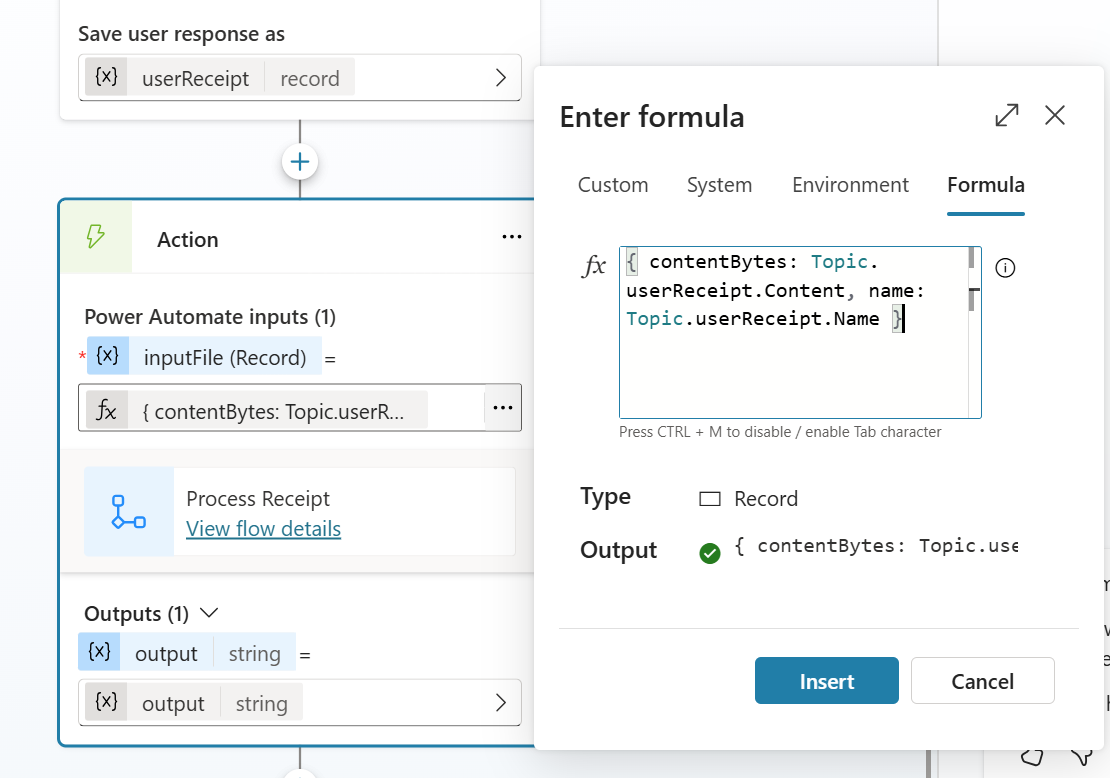 Save user response as
{x} userReceipt record
Action
Power Automate inputs (1)
* {x} inputFile (Record) =
fx { contentBytes: Topic.userR...
Process Receipt
View flow details
Outputs (1)
{x} output string =
{x} output string
Enter formula
Custom System Environment Formula
fx { contentBytes: Topic.
userReceipt.Content, name:
Topic.userReceipt.Name }
Press CTRL + M to disable / enable Tab character
Type Record
Output { contentBytes: Topic.use
Insert Cancel